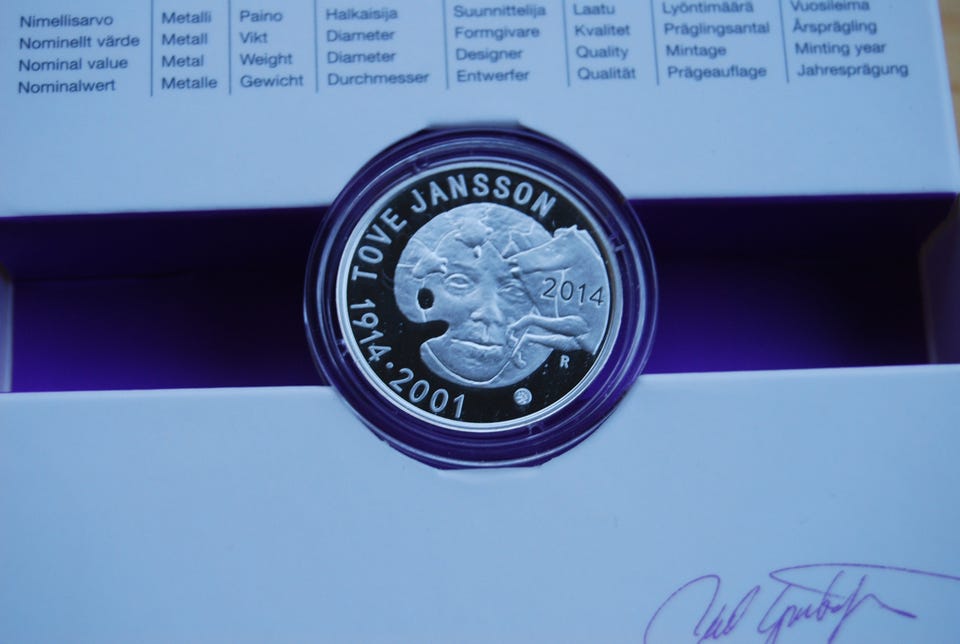 Nimellisarvo Metalli Paino Halkaisija Suunnittelija Laatu Lyöntimäärä Vuosileima
Nominellt värde Metall Vikt Diameter Formgivare Kvalitet Präglingsantal Årsprägling
Nominal value Metal Weight Diameter Designer Quality Mintage Minting year
Nominalwert Metalle Gewicht Durchmesser Entwerfer Qualität Prägeauflage Jahresprägung
TOVE JANSSON
1914·2001
2014
R